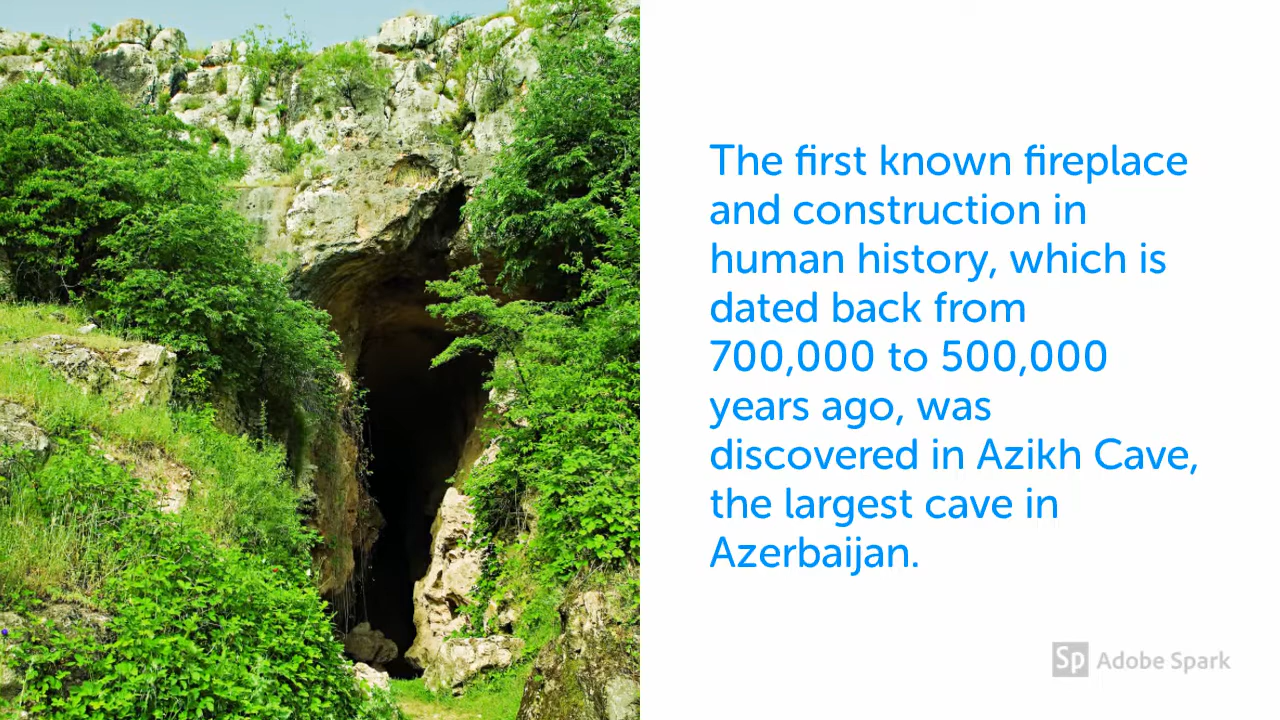 The first known fireplace
and construction in
human history, which is
dated back from
700,000 to 500,000
years ago, was
discovered in Azikh Cave,
the largest cave in
Azerbaijan.
Sp Adobe Spark